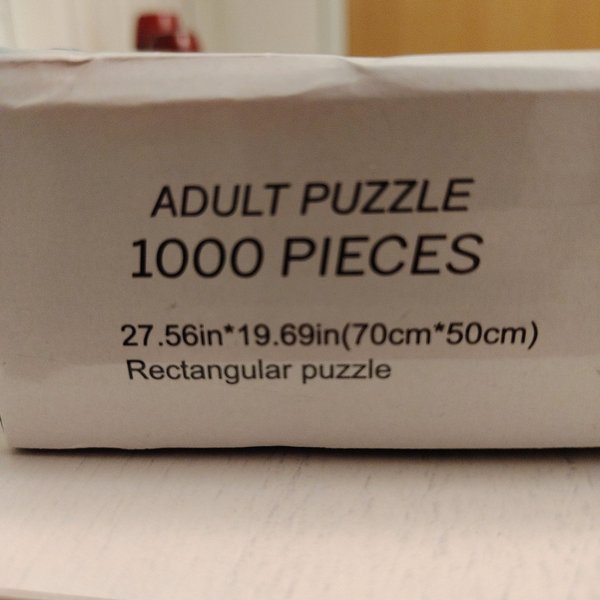 ADULT PUZZLE
1000 PIECES
27.56in*19.69in(70cm*50cm)
Rectangular puzzle